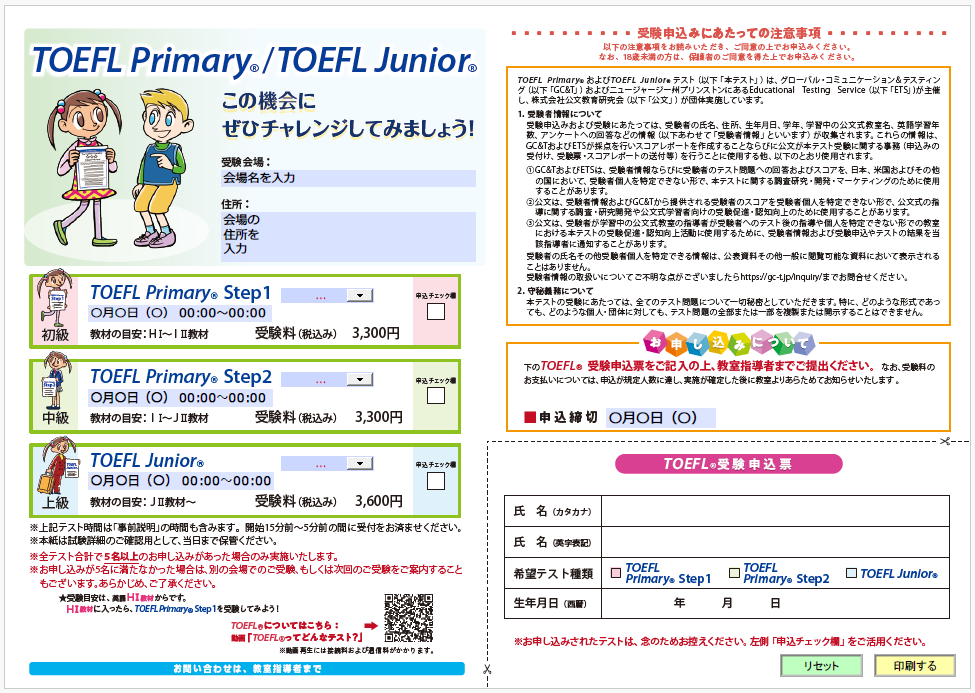 TOEFL Primary®/TOEFL Junior®
この機会に
ぜひチャレンジしてみましょう!
受験会場：
会場名を入力
住所：
会場の
住所を
入力
初級
TOEFL Primary® Step1
...
〇月〇日（〇） 00:00～00:00
教材の目安：HⅠ～ⅠⅡ教材
受験料（税込み） 3,300円
申込チェック欄
中級
TOEFL Primary® Step2
...
〇月〇日（〇） 00:00～00:00
教材の目安：ⅠⅠ～JⅡ教材
受験料（税込み） 3,300円
申込チェック欄
上級
TOEFL Junior®
...
〇月〇日（〇） 00:00～00:00
教材の目安：JⅡ教材～
受験料（税込み） 3,600円
申込チェック欄
※上記テスト時間は「事前説明」の時間も含みます。開始15分前～5分前の間に受付をお済ませください。
※本紙は試験詳細のご確認用として、当日まで保管ください。
※全テスト合計で５名以上のお申し込みがあった場合のみ実施いたします。
※お申し込みが5名に満たなかった場合は、別の会場でのご受験、もしくは次回のご受験をご案内すること
もございます。あらかじめ、ご了承ください。
★受験目安は、英語HⅠ教材からです。
HⅠ教材に入ったら、TOEFL Primary® Step1を受験してみよう!
TOEFL®についてはこちら：
動画「TOEFL®ってどんなテスト?」
※動画再生には接続料および通信料がかかります。
お問い合わせは、教室指導者まで
受験申込みにあたっての注意事項
以下の注意事項をお読みいただき、ご同意の上でお申込みください。
なお、18歳未満の方は、保護者のご同意を得た上でお申込みください。
TOEFL Primary® およびTOEFL Junior® テスト（以下「本テスト」）は、グローバル・コミュニケーション&テスティン
グ（以下「GC&T」）およびニュージャージー州プリンストンにあるEducational Testing Service（以下「ETS」）が主催
し、株式会社公文教育研究会（以下「公文」）が団体実施しています。
1. 受験者情報について
受験申込みおよび受験にあたっては、受験者の氏名、住所、生年月日、学年、学習中の公文式教室名、英語学習年
数、アンケートへの回答などの情報（以下あわせて「受験者情報」といいます）が収集されます。これらの情報は、
GC&TおよびETSが採点を行いスコアレポートを作成することならびに公文が本テスト受験に関する事務（申込みの
受付け、受験票・スコアレポートの送付等）を行うことに使用する他、以下のとおり使用されます。
①GC&TおよびETSは、受験者情報ならびに受験者のテスト問題への回答およびスコアを、日本、米国およびその他
の国において、受験者個人を特定できない形で、本テストに関する調査研究・開発・マーケティングのために使用
することがあります。
②公文は、受験者情報およびGC&Tから提供される受験者のスコアを受験者個人を特定できない形で、公文式の指
導に関する調査・研究開発や公文式学習者向けの受験促進・認知向上のために使用することがあります。
③公文は、受験者が学習中の公文式教室の指導者が受験者へのテスト後の指導や個人を特定できない形での教室
における本テストの受験促進・認知向上活動に使用するために、受験者情報および受験申込やテストの結果を当
該指導者に通知することがあります。
受験者の氏名その他受験者個人を特定できる情報は、公表資料その他一般に閲覧可能な資料において表示される
ことはありません。
受験者情報の取扱いについてご不明な点がございましたらhttps://gc-t.jp/inquiry/までお問合せください。
2. 守秘義務について
本テストの受験にあたっては、全てのテスト問題について一切秘密としていただきます。特に、どのような形式であっ
ても、どのような個人・団体に対しても、テスト問題の全部または一部を複製または開示することはできません。
お申し込みについて
下のTOEFL® 受験申込票をご記入の上、教室指導者までご提出ください。なお、受験料の
お支払いについては、申込が規定人数に達し、実施が確定した後に教室よりあらためてお知らせいたします。
■申込締切 〇月〇日（〇）
TOEFL®受験申込票
氏 名（カタカナ）
氏 名（英字表記）
希望テスト種類
TOEFL Primary® Step1
TOEFL Primary® Step2
TOEFL Junior®
生年月日（西暦） 年 月 日
※お申し込みされたテストは、念のためお控えください。左側「申込チェック欄」をご活用ください。
リセット
印刷する